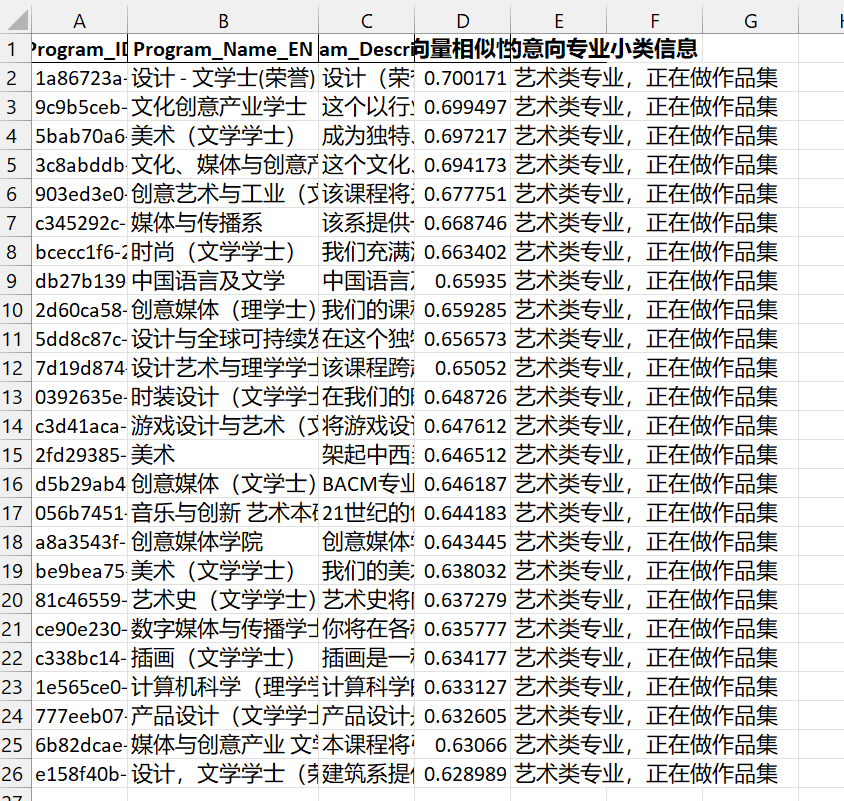 A B C D E F G H
1 Program_ID Program_Name_EN am_Descri 向量相似性 的意向专业小类信息
2 1a86723a- 设计 - 文学士(荣誉) 设计（荣誉 0.700171 艺术类专业，正在做作品集
3 9c9b5ceb- 文化创意产业学士 这个以行业 0.699497 艺术类专业，正在做作品集
4 5bab70a6- 美术（文学学士） 成为独特、 0.697217 艺术类专业，正在做作品集
5 3c8abddb- 文化、媒体与创意产 这个文化、 0.694173 艺术类专业，正在做作品集
6 903ed3e0- 创意艺术与工业（文 该课程将为 0.677751 艺术类专业，正在做作品集
7 c345292c- 媒体与传播系 该系提供一 0.668746 艺术类专业，正在做作品集
8 bcecc1f6-2 时尚（文学学士） 我们充满活 0.663402 艺术类专业，正在做作品集
9 db27b139 中国语言及文学 中国语言及 0.65935 艺术类专业，正在做作品集
10 2d60ca58- 创意媒体（理学士） 我们的课程 0.659285 艺术类专业，正在做作品集
11 5dd8c87c- 设计与全球可持续发 在这个独特 0.656573 艺术类专业，正在做作品集
12 7d19d874 设计艺术与理学学士 该课程跨越 0.65052 艺术类专业，正在做作品集
13 0392635e- 时装设计（文学学士 在我们的时 0.648726 艺术类专业，正在做作品集
14 c3d41aca- 游戏设计与艺术（文 将游戏设计 0.647612 艺术类专业，正在做作品集
15 2fd29385- 美术 架起中西 0.646512 艺术类专业，正在做作品集
16 d5b29ab4 创意媒体（文学士） BACM专业 0.646187 艺术类专业，正在做作品集
17 056b7451- 音乐与创新 艺术本硕 21世纪的创 0.644183 艺术类专业，正在做作品集
18 a8a3543f- 创意媒体学院 创意媒体学 0.643445 艺术类专业，正在做作品集
19 be9bea75- 美术（文学学士） 我们的美术 0.638032 艺术类专业，正在做作品集
20 81c46559- 艺术史（文学学士） 艺术史将 0.637279 艺术类专业，正在做作品集
21 ce90e230- 数字媒体与传播学士 你将在各种 0.635777 艺术类专业，正在做作品集
22 c338bc14- 插画（文学学士） 插画是一种 0.634177 艺术类专业，正在做作品集
23 1e565ce0- 计算机科学（理学学 计算科学 0.633127 艺术类专业，正在做作品集
24 777eeb07- 产品设计（文学学士 产品设计 0.632605 艺术类专业，正在做作品集
25 6b82dcae- 媒体与创意产业 文学 本课程将 0.63066 艺术类专业，正在做作品集
26 e158f40b- 设计，文学学士（荣 建筑系提供 0.628989 艺术类专业，正在做作品集
27